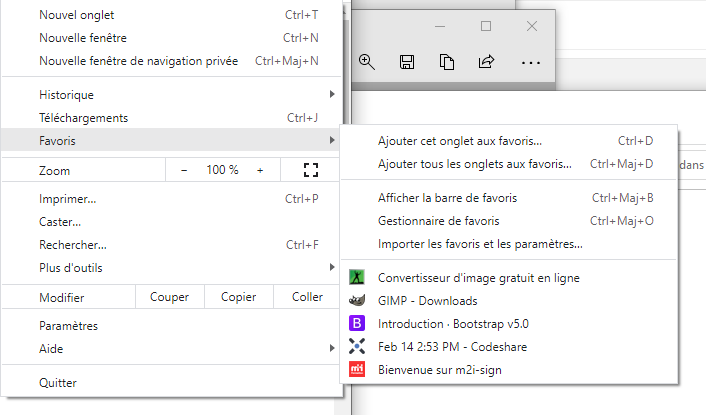 Nouvel onglet Ctrl+T
Nouvelle fenêtre Ctrl+N
Nouvelle fenêtre de navigation privée Ctrl+Maj+N
Historique
Téléchargements Ctrl+J
Favoris
Zoom − 100 % +
Imprimer... Ctrl+P
Caster...
Rechercher... Ctrl+F
Plus d'outils
Modifier Couper Copier Coller
Paramètres
Aide
Quitter
Ajouter cet onglet aux favoris... Ctrl+D
Ajouter tous les onglets aux favoris... Ctrl+Maj+D
Afficher la barre de favoris Ctrl+Maj+B
Gestionnaire de favoris Ctrl+Maj+O
Importer les favoris et les paramètres...
Convertisseur d'image gratuit en ligne
GIMP - Downloads
B Introduction · Bootstrap v5.0
Feb 14 2:53 PM - Codeshare
m2i Bienvenue sur m2i-sign
dans